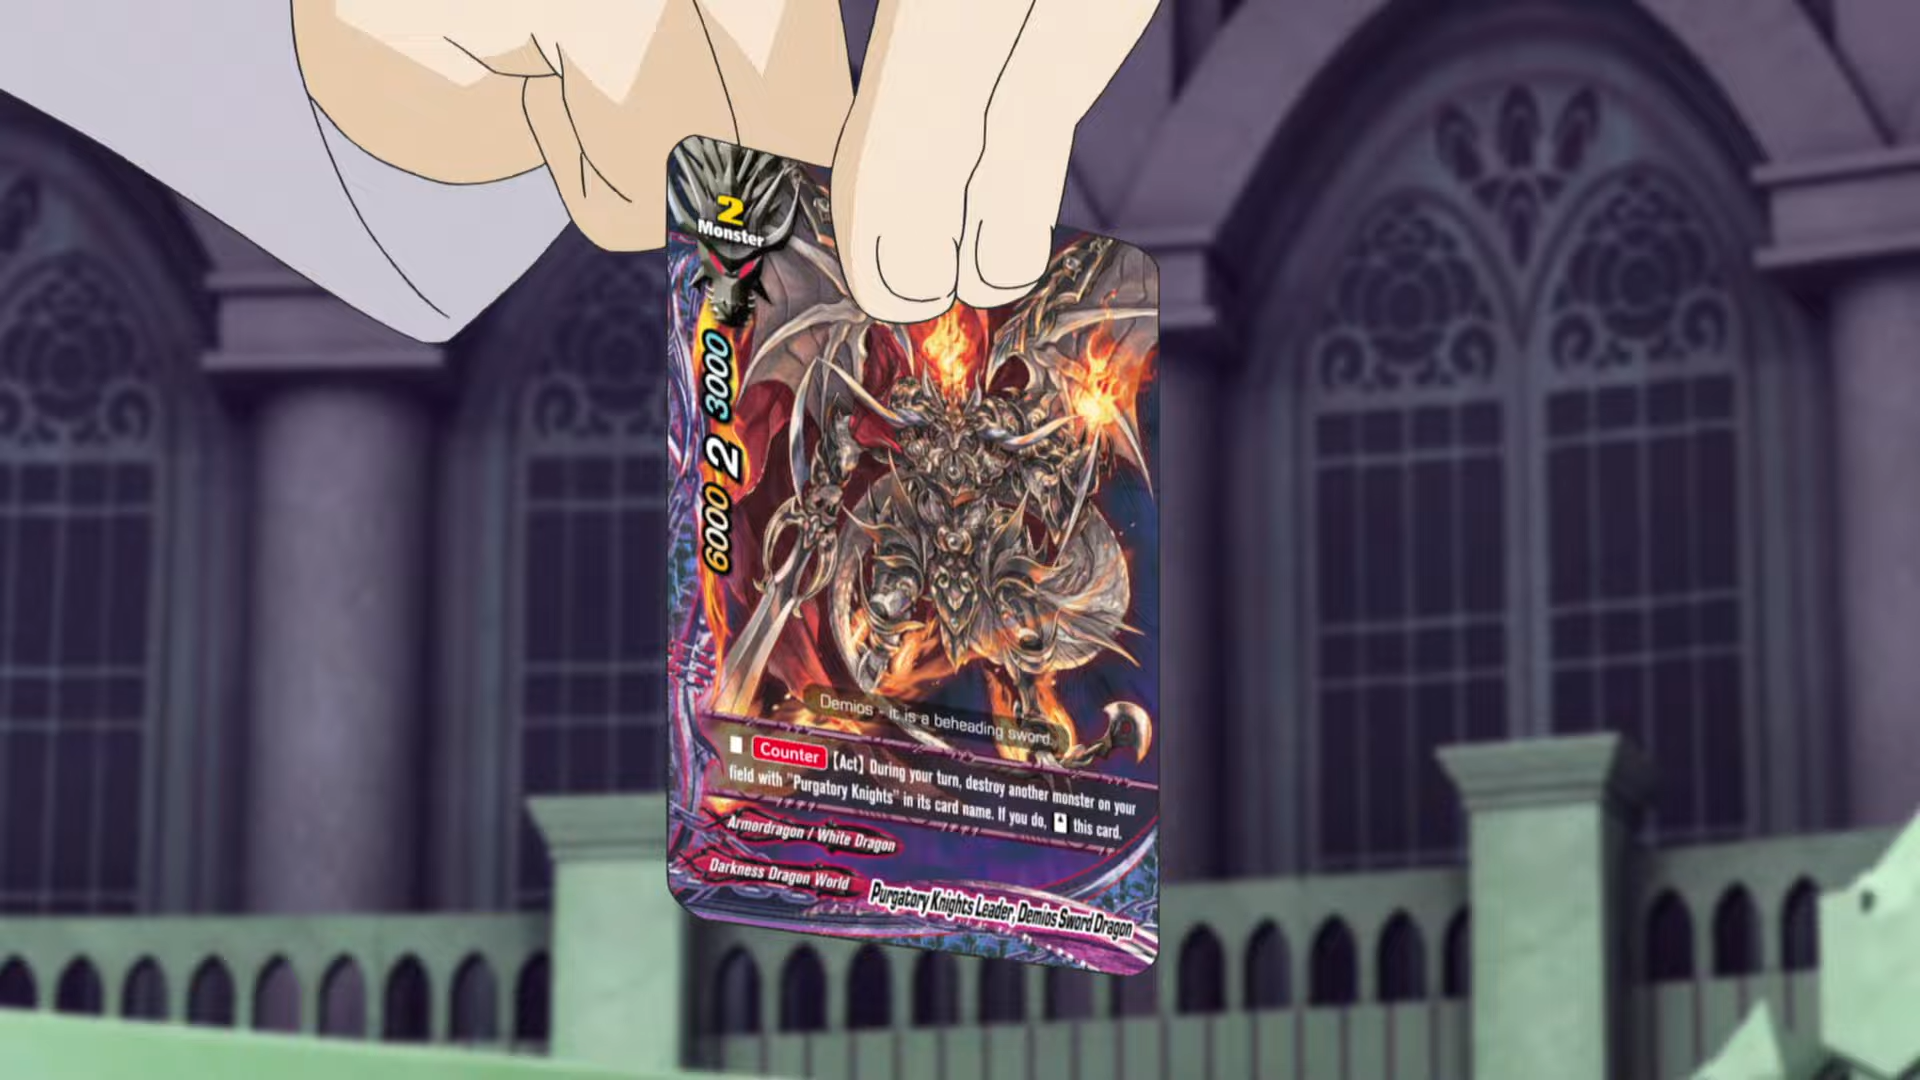 2
Monster
6000 2 3000
Demios - it is a beheading sword.
Counter 【Act】 During your turn, destroy another monster on your
field with "Purgatory Knights" in its card name. If you do, this card.
Armordragon / White Dragon
Darkness Dragon World
Purgatory Knights Leader, Demios Sword Dragon